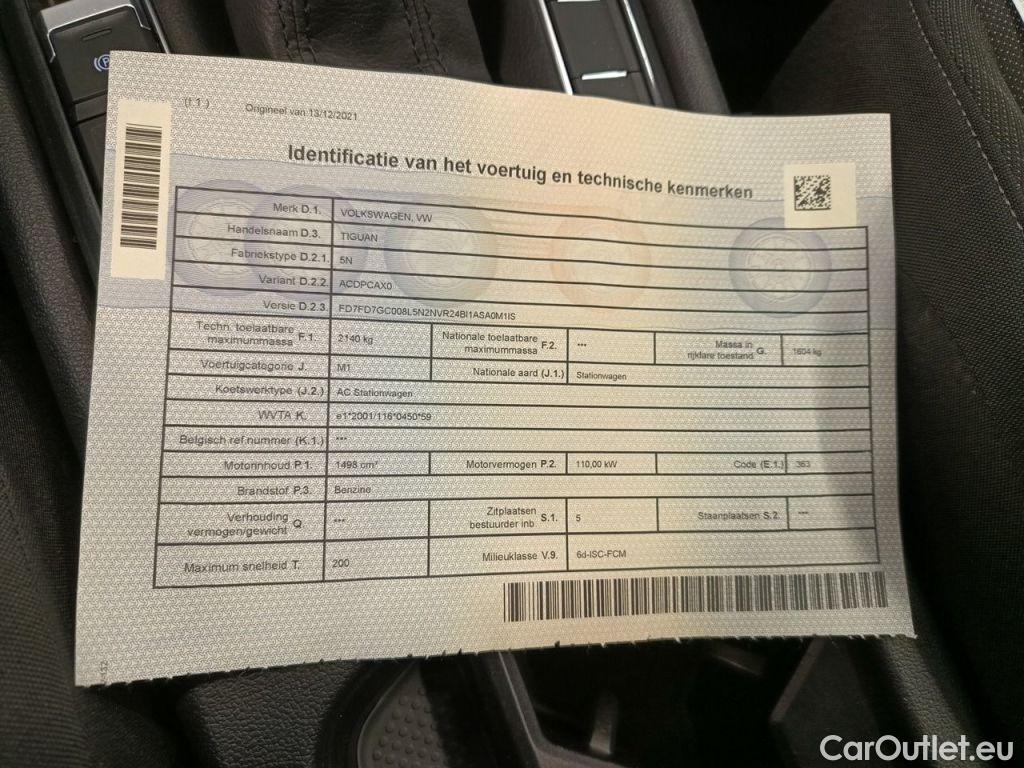 (I.1.)
Origineel van 13/12/2021
Identificatie van het voertuig en technische kenmerken
Merk D.1. VOLKSWAGEN, VW
Handelsnaam D.3. TIGUAN
Fabriekstype D.2.1. 5N
Variant D.2.2. ACDPCAX0
Versie D.2.3. FD7FD7GC008L5N2NVR24BI1ASA0M1IS
Techn. toelaatbare maximummassa F.1. 2140 kg Nationale toelaatbare maximummassa F.2. *** Massa in rijklare toestand G. 1604 kg
Voertuigcategorie J. M1 Nationale aard (J.1.) Stationwagen
Koetswerktype (J.2.) AC Stationwagen
WVTA K. e1*2001/116*0450*59
Belgisch ref.nummer (K.1.) ***
Motorinhoud P.1. 1498 cm³ Motorvermogen P.2. 110,00 kW Code (E.1.) 363
Brandstof P.3. Benzine
Verhouding vermogen/gewicht Q. *** Zitplaatsen bestuurder inb. S.1. 5 Staanplaatsen S.2. ***
Maximum snelheid T. 200 Milieuklasse V.9. 6d-ISC-FCM
CarOutlet.eu